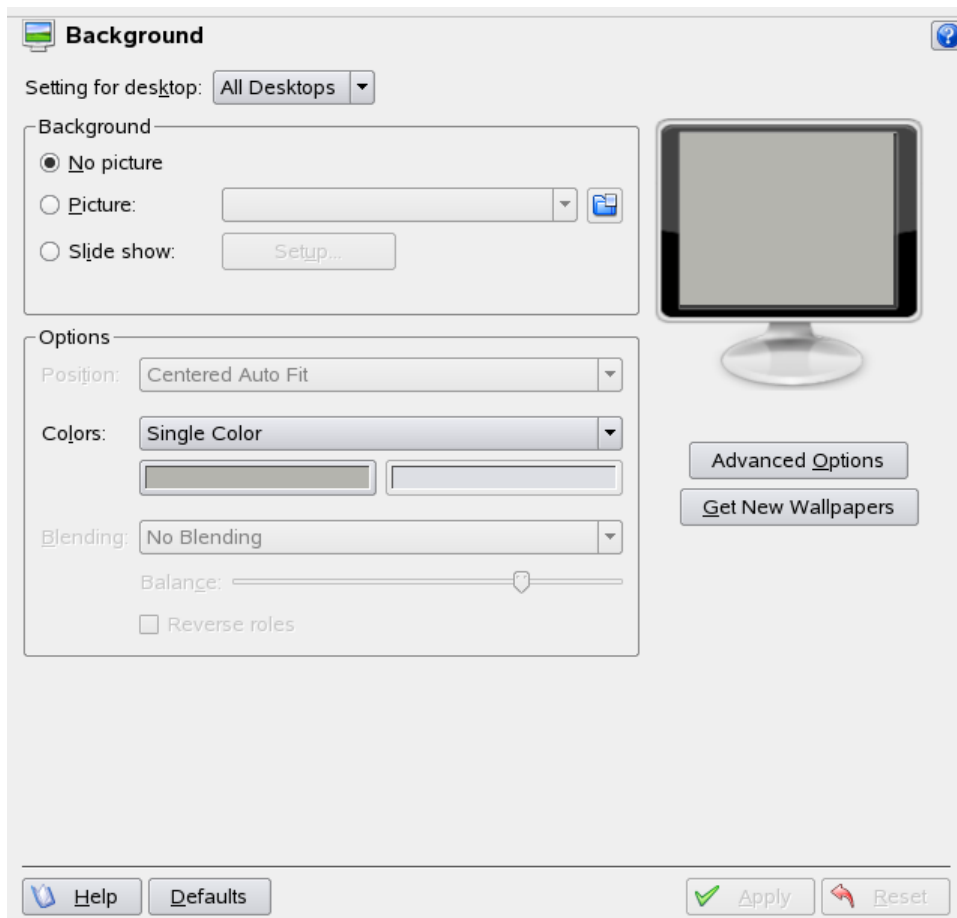 Background
Setting for desktop: All Desktops
Background
No picture
Picture:
Slide show: Setup...
Options
Position: Centered Auto Fit
Colors: Single Color
Advanced Options
Get New Wallpapers
Blending: No Blending
Balance:
Reverse roles
Help Defaults Apply Reset